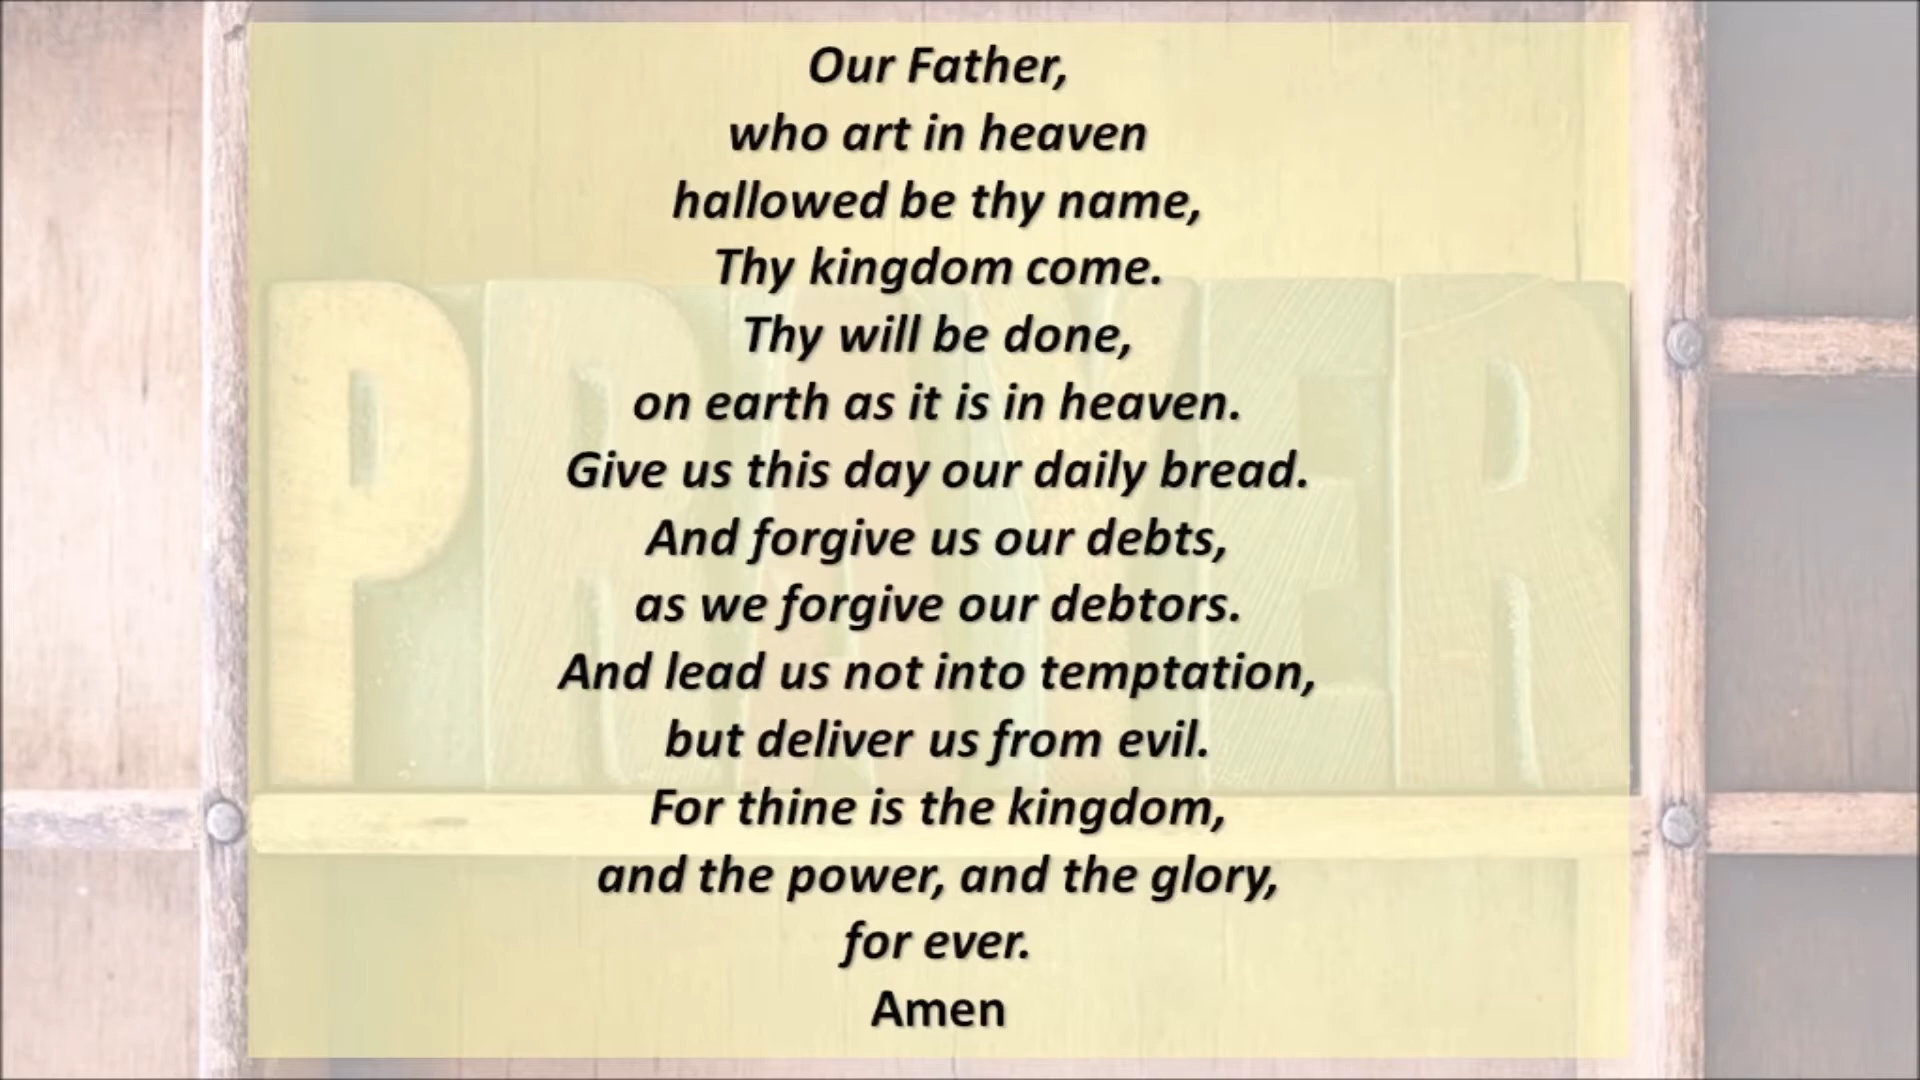 Our Father,
who art in heaven
hallowed be thy name,
Thy kingdom come.
Thy will be done,
on earth as it is in heaven.
Give us this day our daily bread.
And forgive us our debts,
as we forgive our debtors.
And lead us not into temptation,
but deliver us from evil.
For thine is the kingdom,
and the power, and the glory,
for ever.
Amen
PRAYER